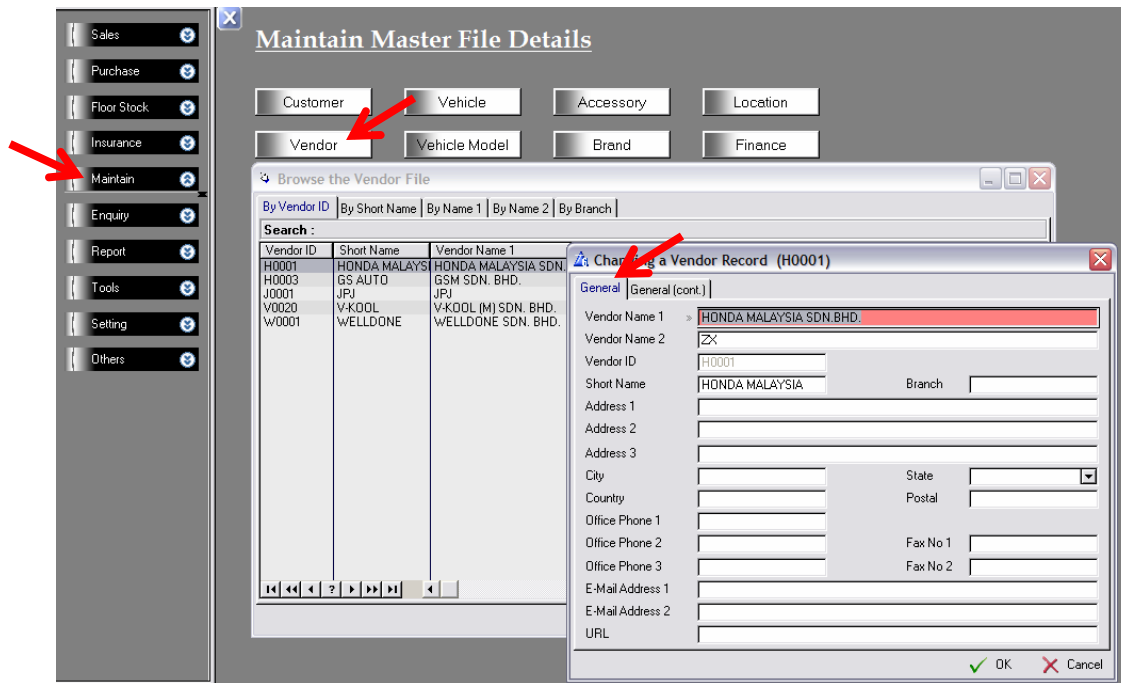 Sales
Purchase
Floor Stock
Insurance
Maintain
Enquiry
Report
Tools
Setting
Others
Maintain Master File Details
Customer Vehicle Accessory Location
Vendor Vehicle Model Brand Finance
Browse the Vendor File
By Vendor ID By Short Name By Name 1 By Name 2 By Branch
Search :
Vendor ID Short Name Vendor Name 1
H0001 HONDA MALAYSI HONDA MALAYSIA SDN.
H0003 GS AUTO GSM SDN. BHD.
J0001 JPJ JPJ
V0020 V-KOOL V-KOOL (M) SDN. BHD.
W0001 WELLDONE WELLDONE SDN. BHD.
?
Changing a Vendor Record (H0001)
General General (cont.)
Vendor Name 1 » HONDA MALAYSIA SDN.BHD.
Vendor Name 2 ZX
Vendor ID H0001
Short Name HONDA MALAYSIA Branch
Address 1
Address 2
Address 3
City State
Country Postal
Office Phone 1
Office Phone 2 Fax No 1
Office Phone 3 Fax No 2
E-Mail Address 1
E-Mail Address 2
URL
OK Cancel